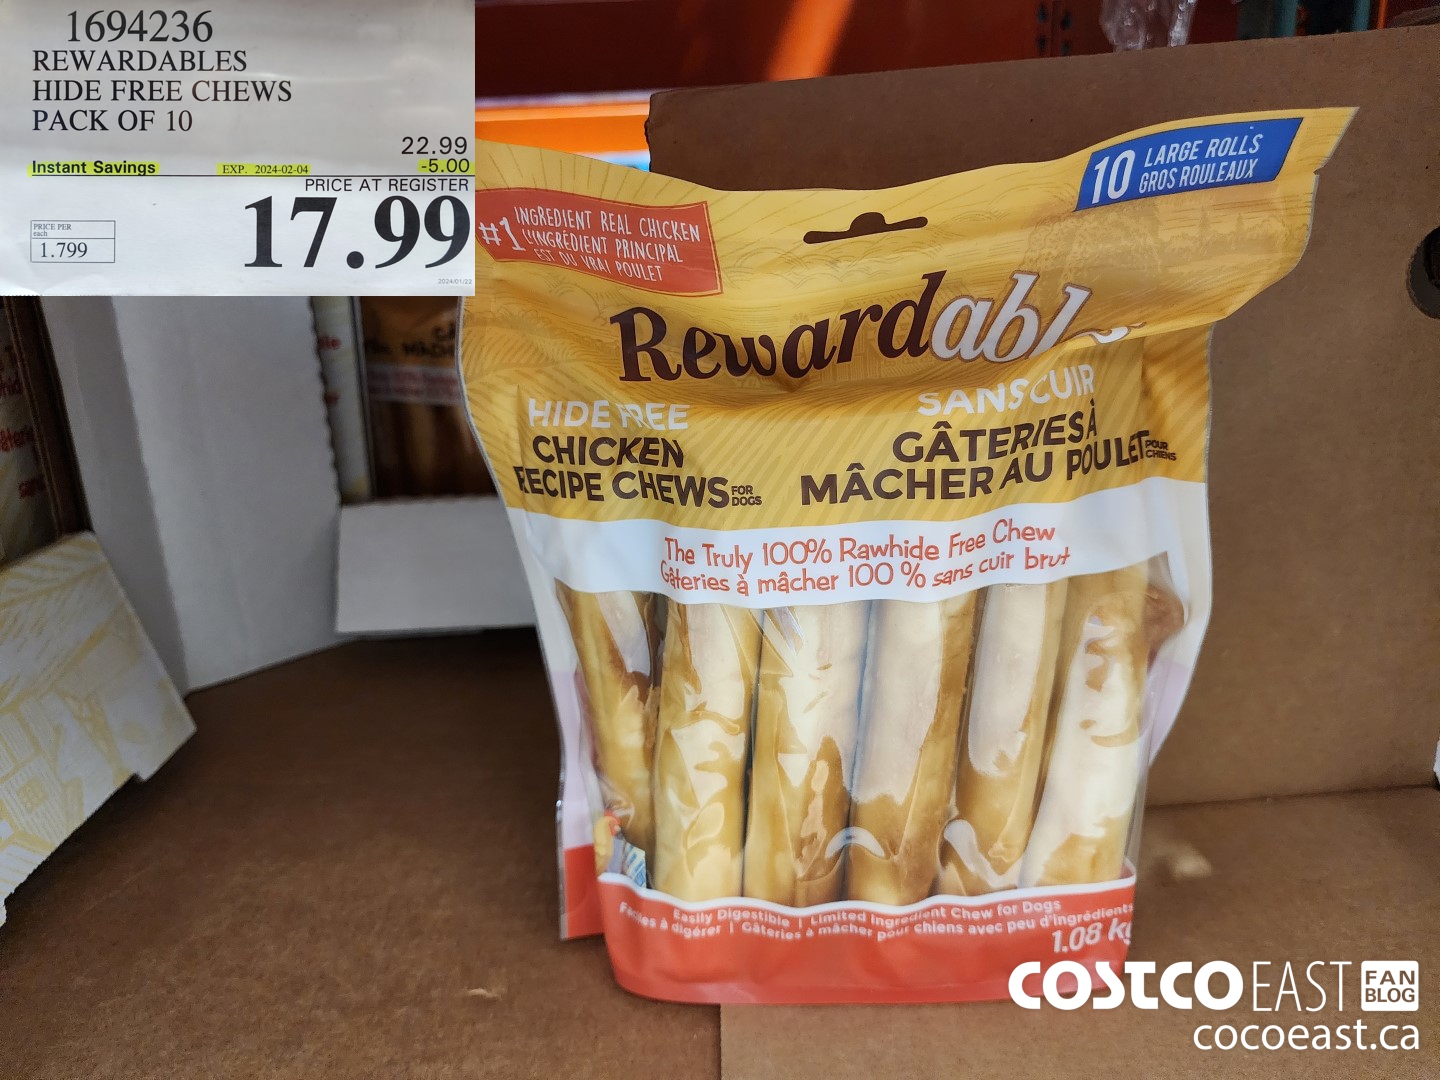 1694236
REWARDABLES
HIDE FREE CHEWS
PACK OF 10
22.99
Instant Savings EXP. 2024-02-04 -5.00
PRICE AT REGISTER
17.99
PRICE PER
each
1.799
2024/01/22
10 LARGE ROLLS
GROS ROULEAUX
#1 INGREDIENT REAL CHICKEN
L'INGRÉDIENT PRINCIPAL
EST DU VRAI POULET
Rewardabl
HIDE FREE
CHICKEN
RECIPE CHEWS FOR DOGS
SANS CUIR
GÂTERIES À
MÂCHER AU POULET POUR CHIENS
The Truly 100% Rawhide Free Chew
Gâteries à mâcher 100 % sans cuir brut
Easily Digestible | Limited Ingredient Chew for Dogs
Faciles à digérer | Gâteries à mâcher pour chiens avec peu d'ingrédients
1.08 kg
COSTCO EAST FAN BLOG
cocoeast.ca